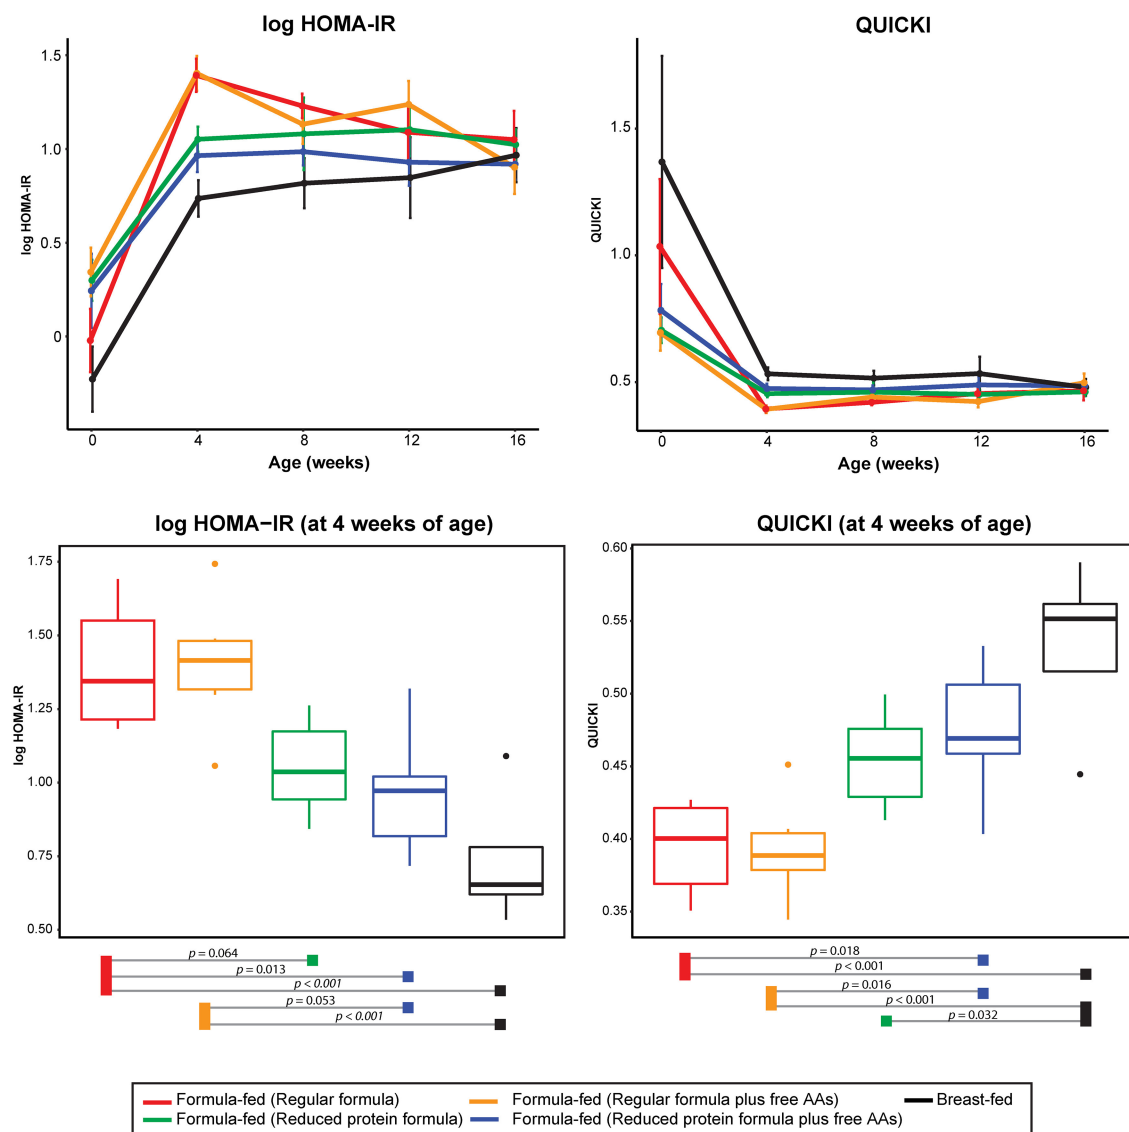 log HOMA-IR
QUICKI
1.5
1.0
0.5
0
log HOMA-IR
0 4 8 12 16
Age (weeks)
1.5
1.0
0.5
QUICKI
0 4 8 12 16
Age (weeks)
log HOMA−IR (at 4 weeks of age)
QUICKI (at 4 weeks of age)
1.75
1.50
1.25
1.00
0.75
0.50
log HOMA-IR
0.60
0.55
0.50
0.45
0.40
0.35
QUICKI
p = 0.064
p = 0.013
p < 0.001
p = 0.053
p < 0.001
p = 0.018
p < 0.001
p = 0.016
p < 0.001
p = 0.032
Formula-fed (Regular formula)
Formula-fed (Regular formula plus free AAs)
Breast-fed
Formula-fed (Reduced protein formula)
Formula-fed (Reduced protein formula plus free AAs)